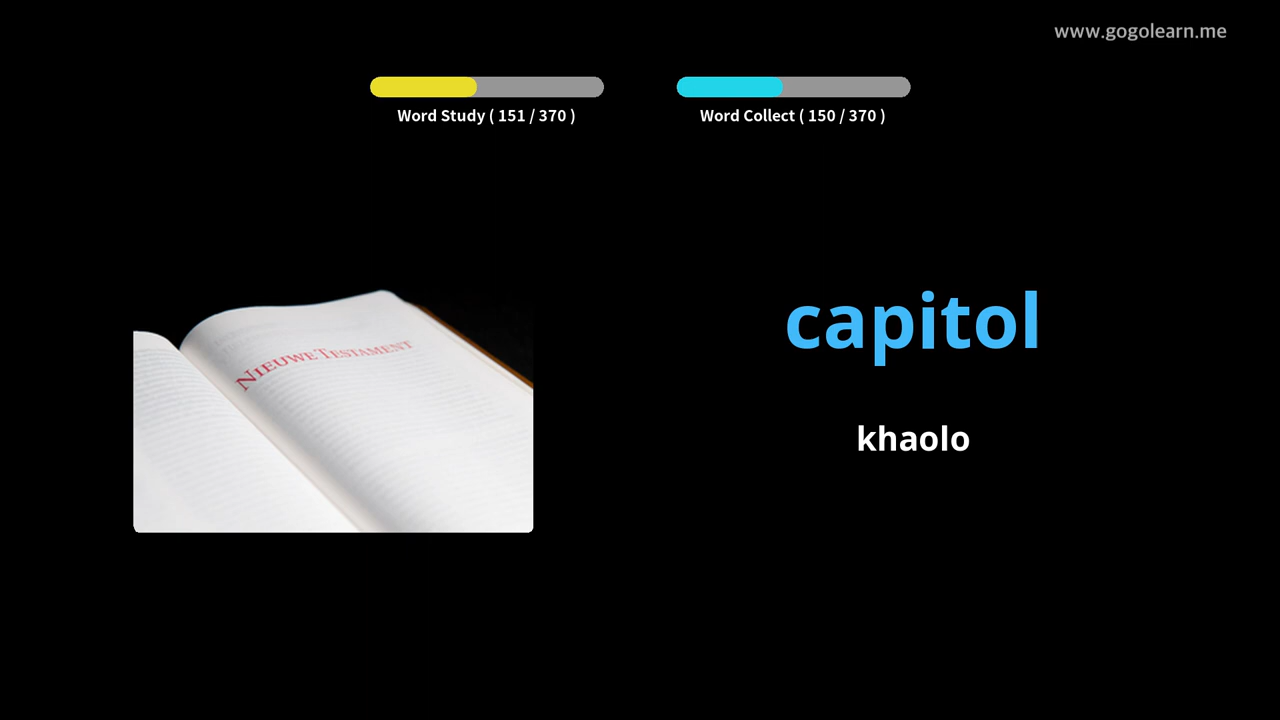 www.gogolearn.me
Word Study ( 151 / 370 )
Word Collect ( 150 / 370 )
NIEUWE TESTAMENT
capitol
khaolo